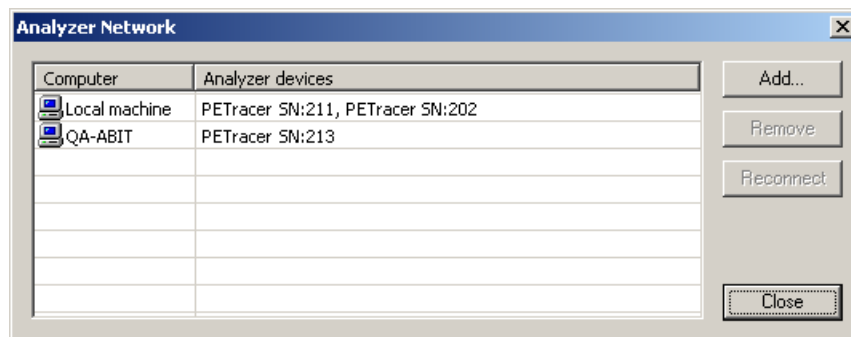 Analyzer Network
Computer Analyzer devices
Add...
Local machine PETracer SN:211, PETracer SN:202
QA-ABIT PETracer SN:213
Remove
Reconnect
Close